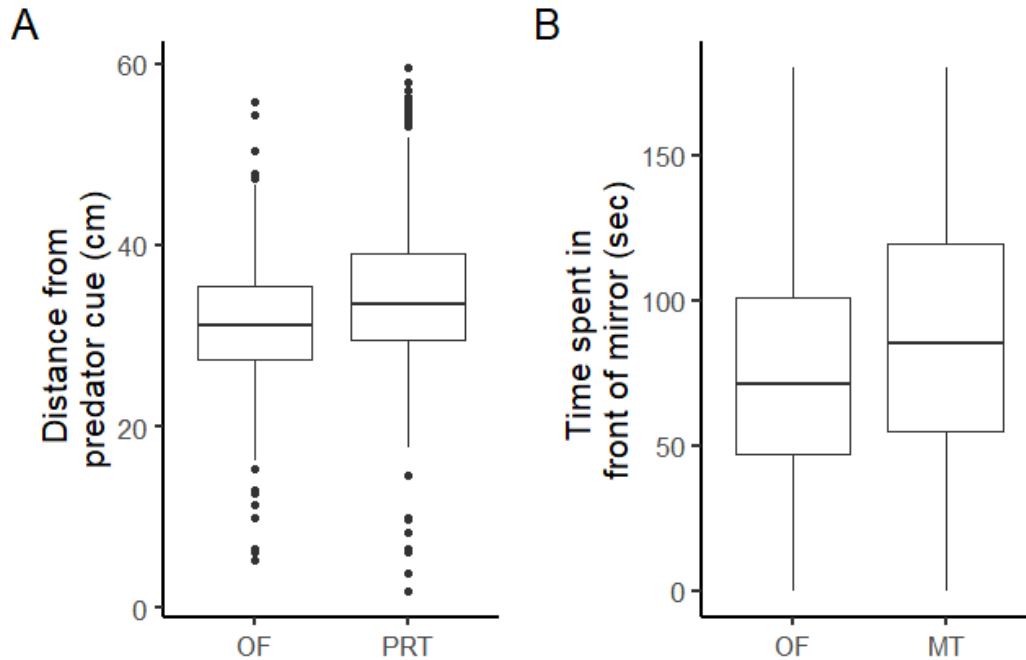 A
Distance from
predator cue (cm)
60
40
20
0
OF
PRT
B
Time spent in
front of mirror (sec)
150
100
50
0
OF
MT